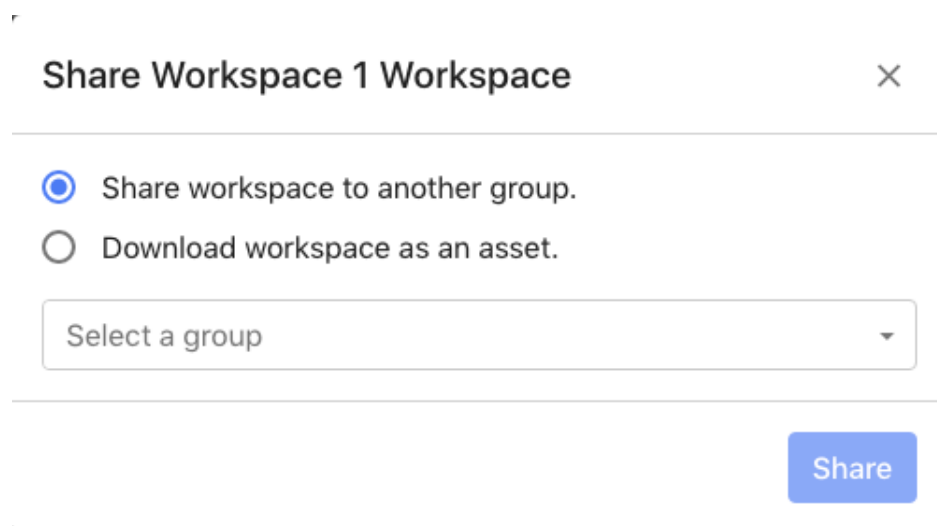 Share Workspace 1 Workspace
Share workspace to another group.
Download workspace as an asset.
Select a group
Share